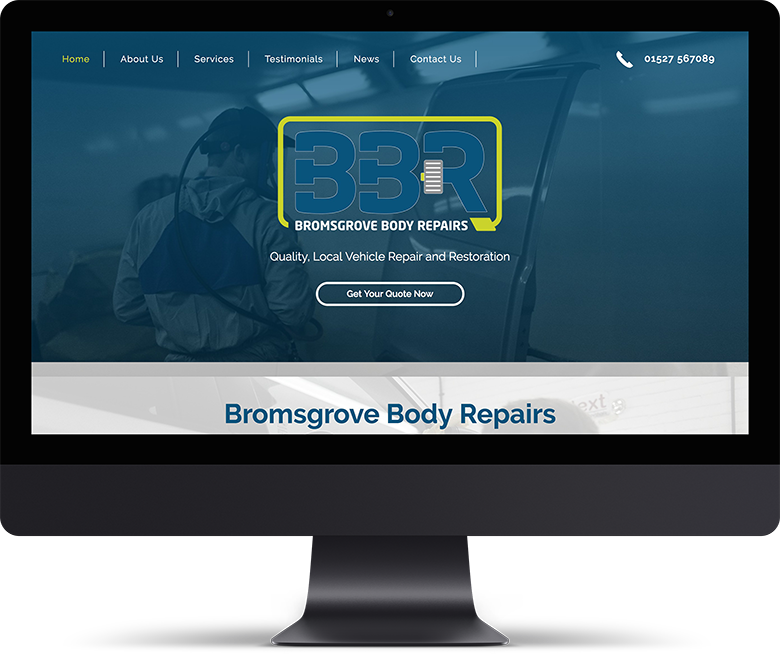 Home About Us Services Testimonials News Contact Us 01527 567089
BBR
BROMSGROVE BODY REPAIRS
Quality, Local Vehicle Repair and Restoration
Get Your Quote Now
Bromsgrove Body Repairs